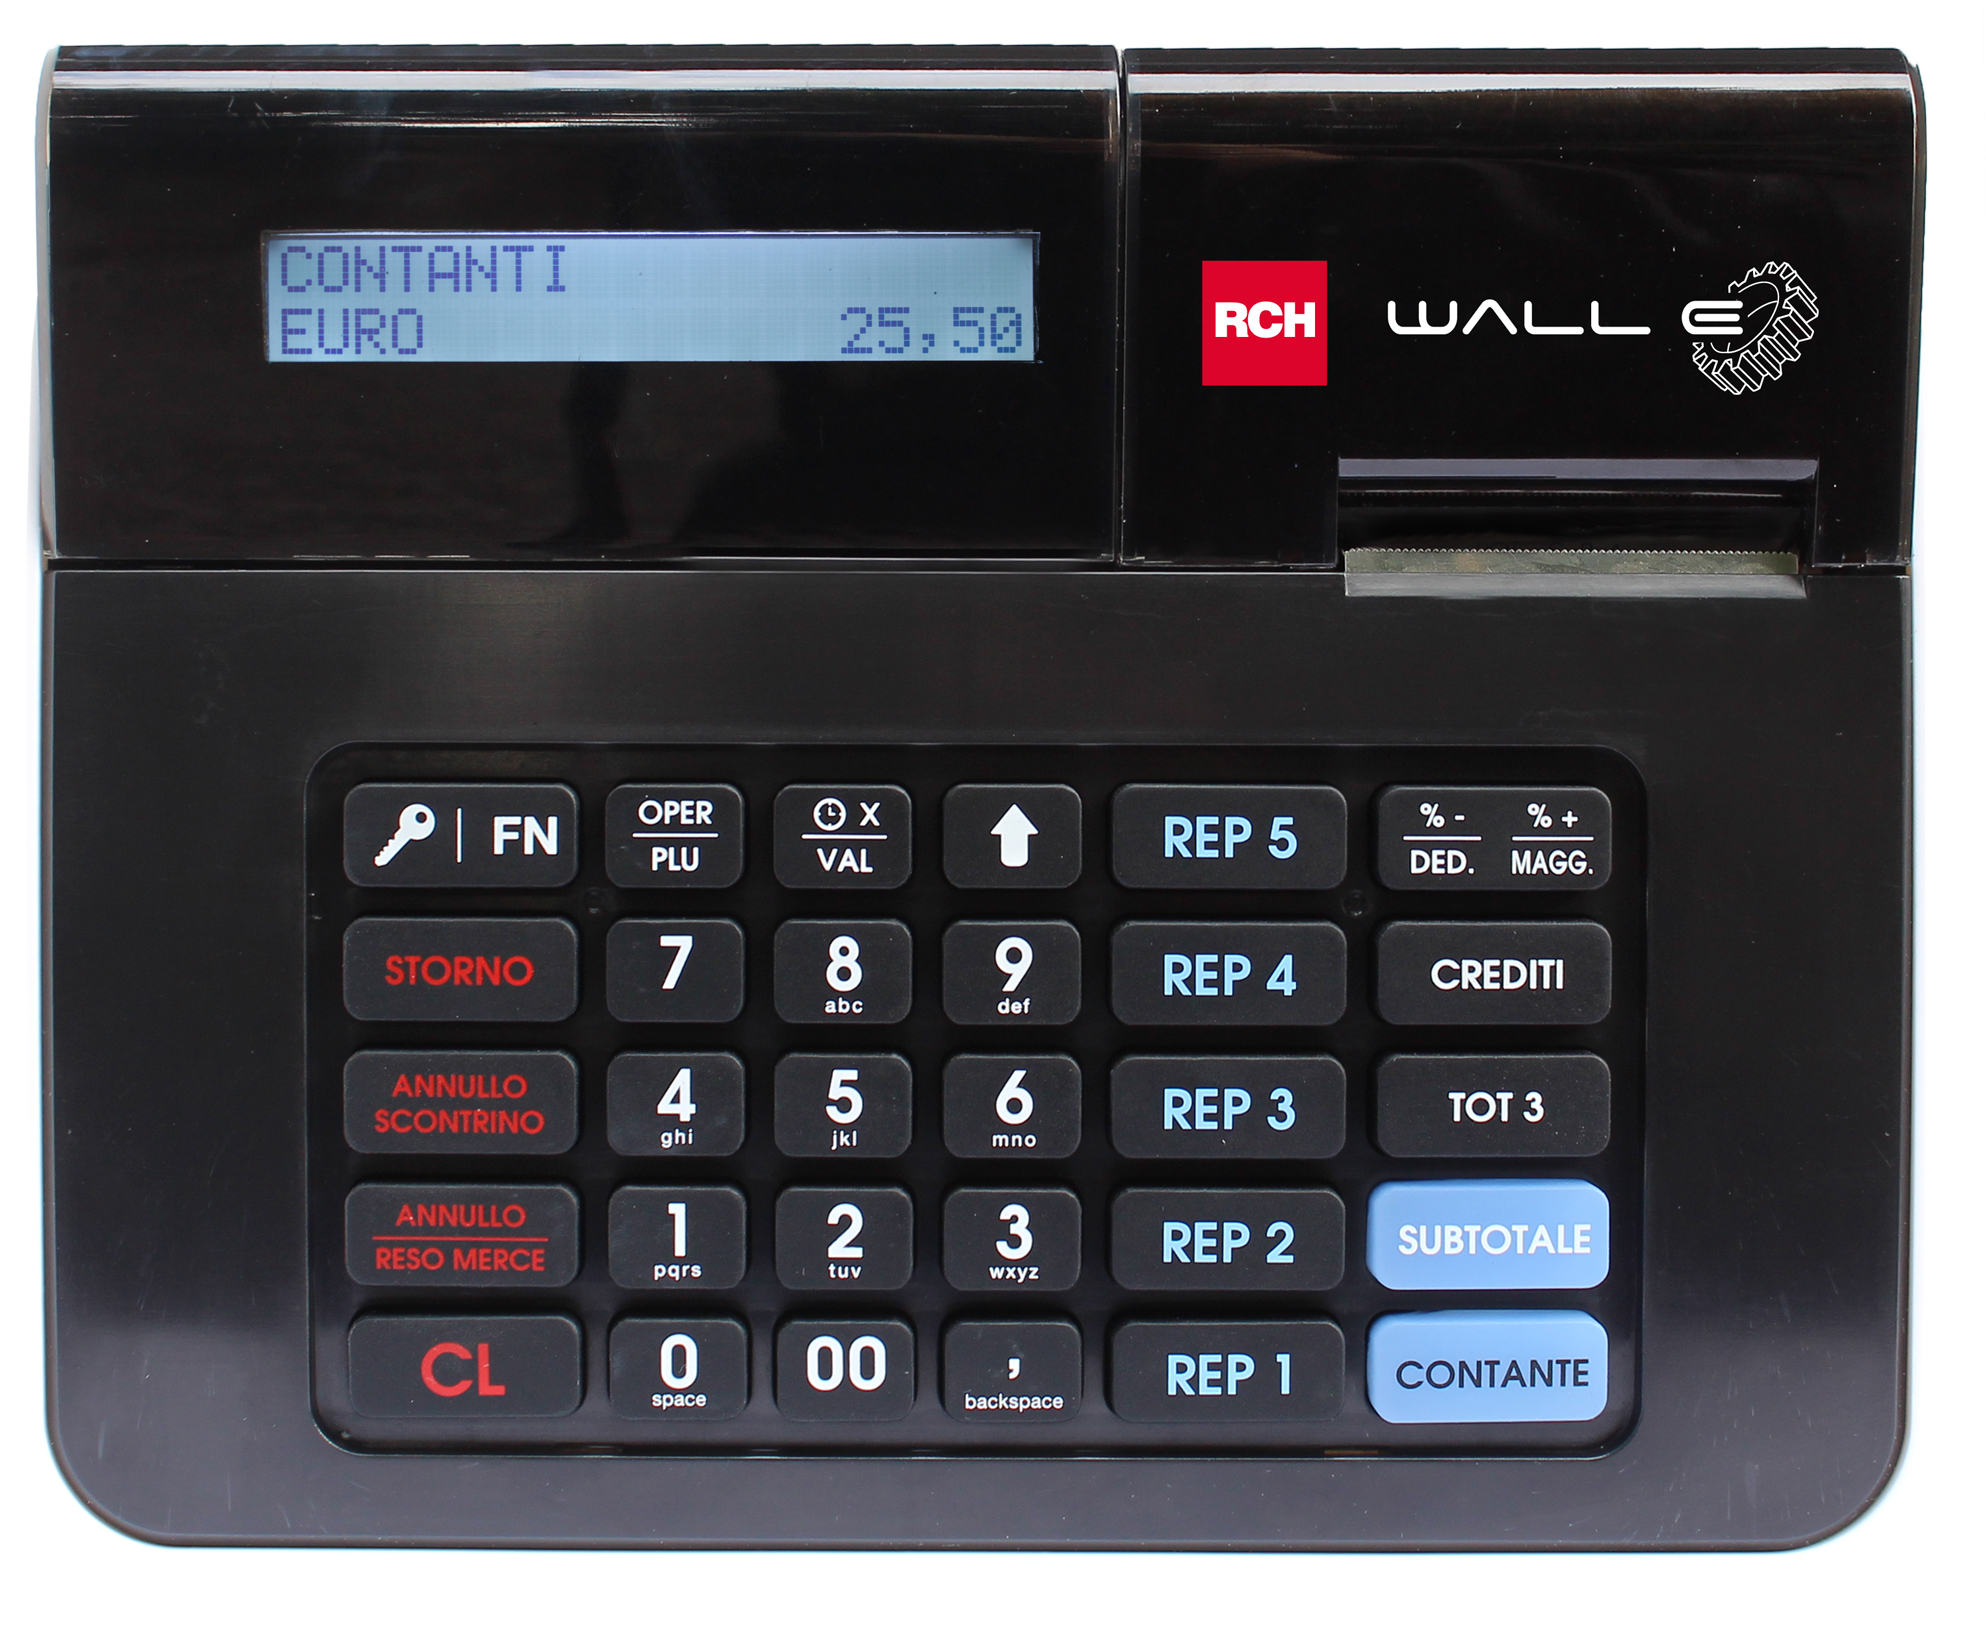 CONTANTI
EURO 25,50
RCH WALL E
FN
OPER
PLU
X
VAL
REP 5
% - % +
DED. MAGG.
STORNO
7
8
abc
9
def
REP 4
CREDITI
ANNULLO
SCONTRINO
4
ghi
5
jkl
6
mno
REP 3
TOT 3
ANNULLO
RESO MERCE
1
pqrs
2
tuv
3
wxyz
REP 2
SUBTOTALE
CL
0
space
00
,
backspace
REP 1
CONTANTE